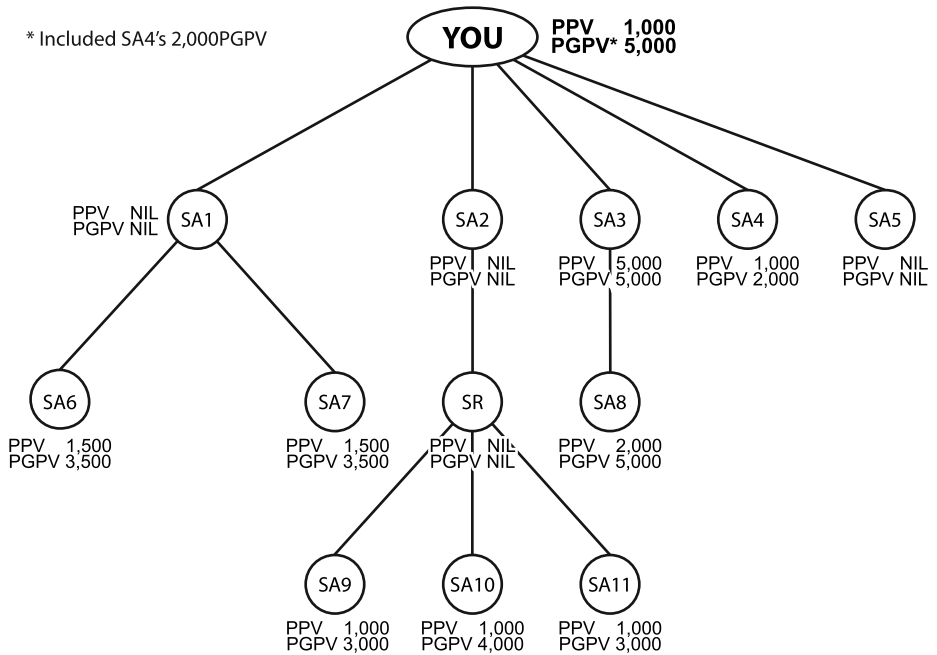 * Included SA4's 2,000PGPV
YOU
PPV 1,000
PGPV* 5,000
PPV NIL
PGPV NIL
SA1
SA2
SA3
SA4
SA5
PPV NIL
PGPV NIL
PPV 5,000
PGPV 5,000
PPV 1,000
PGPV 2,000
PPV NIL
PGPV NIL
SA6
SA7
SR
SA8
PPV 1,500
PGPV 3,500
PPV 1,500
PGPV 3,500
PPV NIL
PGPV NIL
PPV 2,000
PGPV 5,000
SA9
SA10
SA11
PPV 1,000
PGPV 3,000
PPV 1,000
PGPV 4,000
PPV 1,000
PGPV 3,000